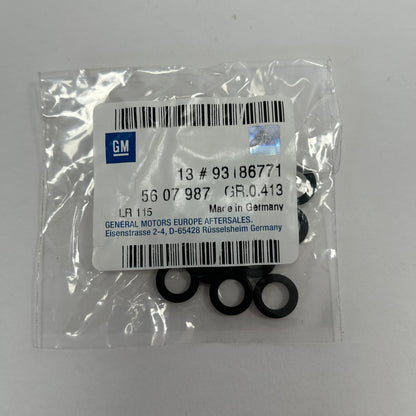 GM
13 # 93186771
56 07 987 GR.0.413
LR 115 Made in Germany
GENERAL MOTORS EUROPE AFTERSALES.
Eisenstrasse 2-4, D-65428 Rüsselsheim Germany